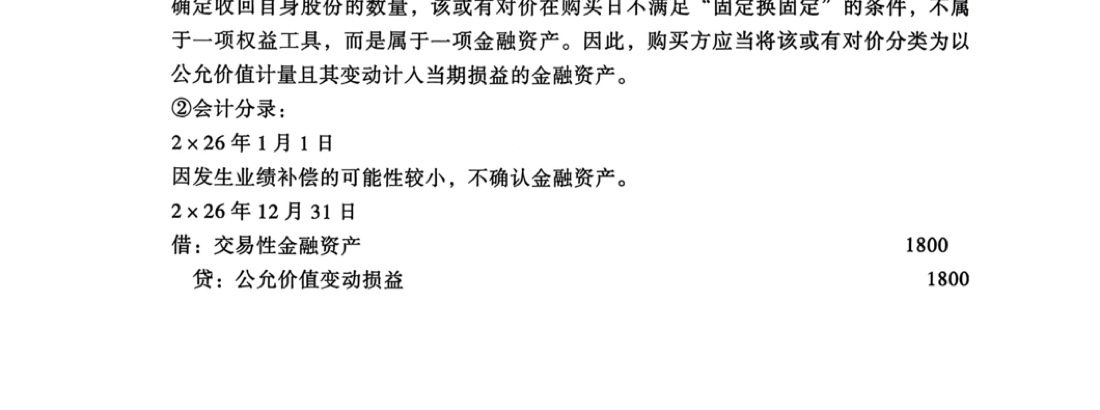 确定收回自身股份的数量，该或有对价在购买日不满足“固定换固定”的条件，不属
于一项权益工具，而是属于一项金融资产。因此，购买方应当将该或有对价分类为以
公允价值计量且其变动计入当期损益的金融资产。
②会计分录：
2×26年1月1日
因发生业绩补偿的可能性较小，不确认金融资产。
2×26年12月31日
借：交易性金融资产 1800
贷：公允价值变动损益 1800